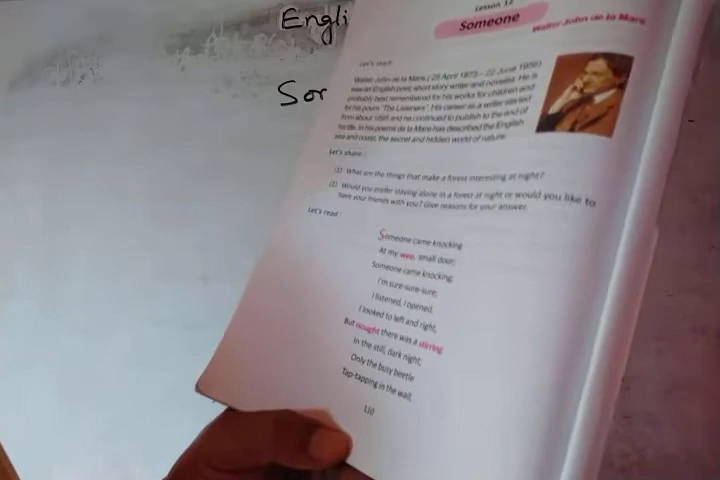 Engli
Sor
Lesson 12
Someone
Walter John de la Mare
Let's start:
Walter John de la Mare ( 25 April 1873 – 22 June 1956)
was an English poet, short story writer and novelist. He is
probably best remembered for his works for children and
for his poem "The Listeners". His career as a writer started
from about 1895 and he continued to publish to the end of
his life. In his poems de la Mare has described the English
sea and coast, the secret and hidden world of nature.
Let's share :
(1) What are the things that make a forest interesting at night?
(2) Would you prefer staying alone in a forest at night or would you like to
have your friends with you? Give reasons for your answer.
Let's read :
Someone came knocking
At my wee, small door;
Someone came knocking;
I'm sure-sure-sure;
I listened, I opened,
I looked to left and right,
But nought there was a stirring
In the still, dark night;
Only the busy beetle
Tap-tapping in the wall,